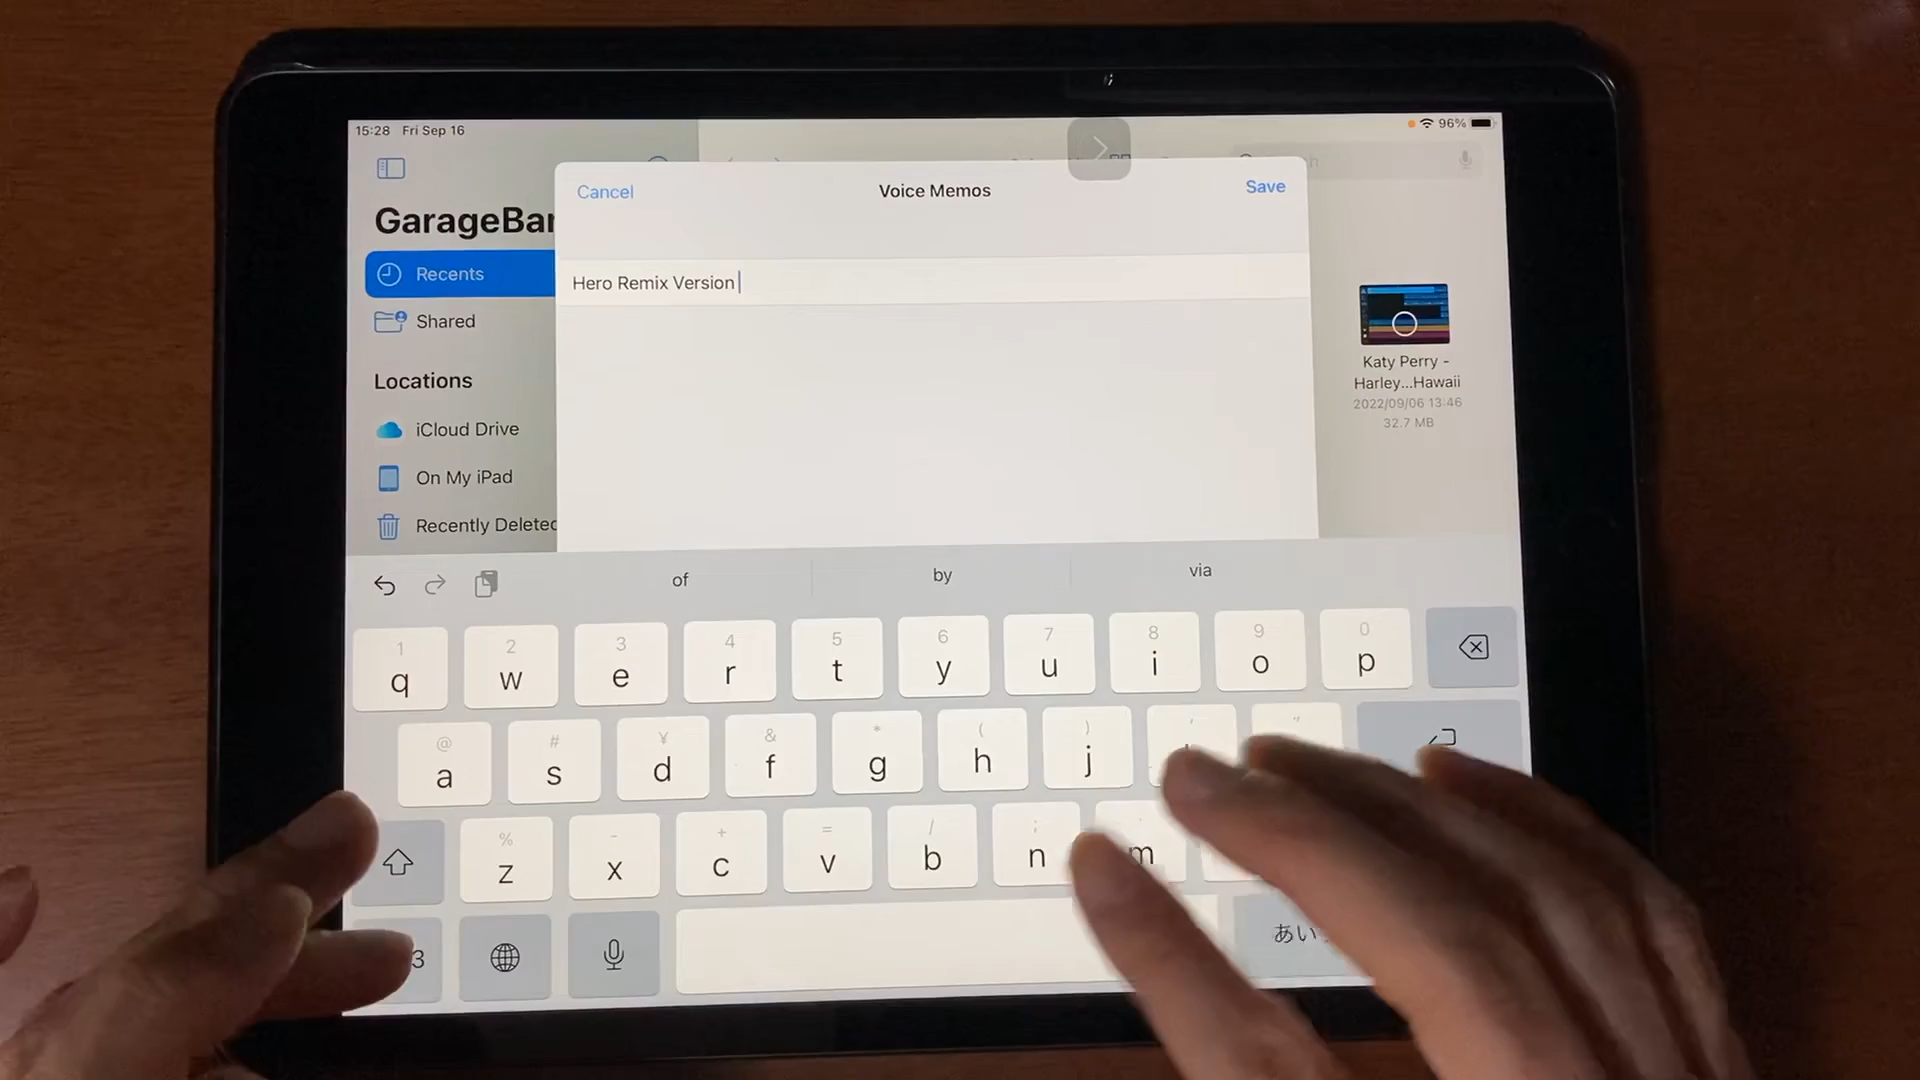 15:28 Fri Sep 16
96%
Cancel
Voice Memos
Save
GarageBar
Hero Remix Version
Recents
Shared
Locations
iCloud Drive
On My iPad
Recently Deleted
Katy Perry -
Harley...Hawaii
2022/09/06 13:46
32.7 MB
of
by
via
1 2 3 4 5 6 7 8 9 0
q w e r t y u i o p
@ # ¥ & * ( ) ' "
a s d f g h j
% - + = / ;
z x c v b n m
3
あい